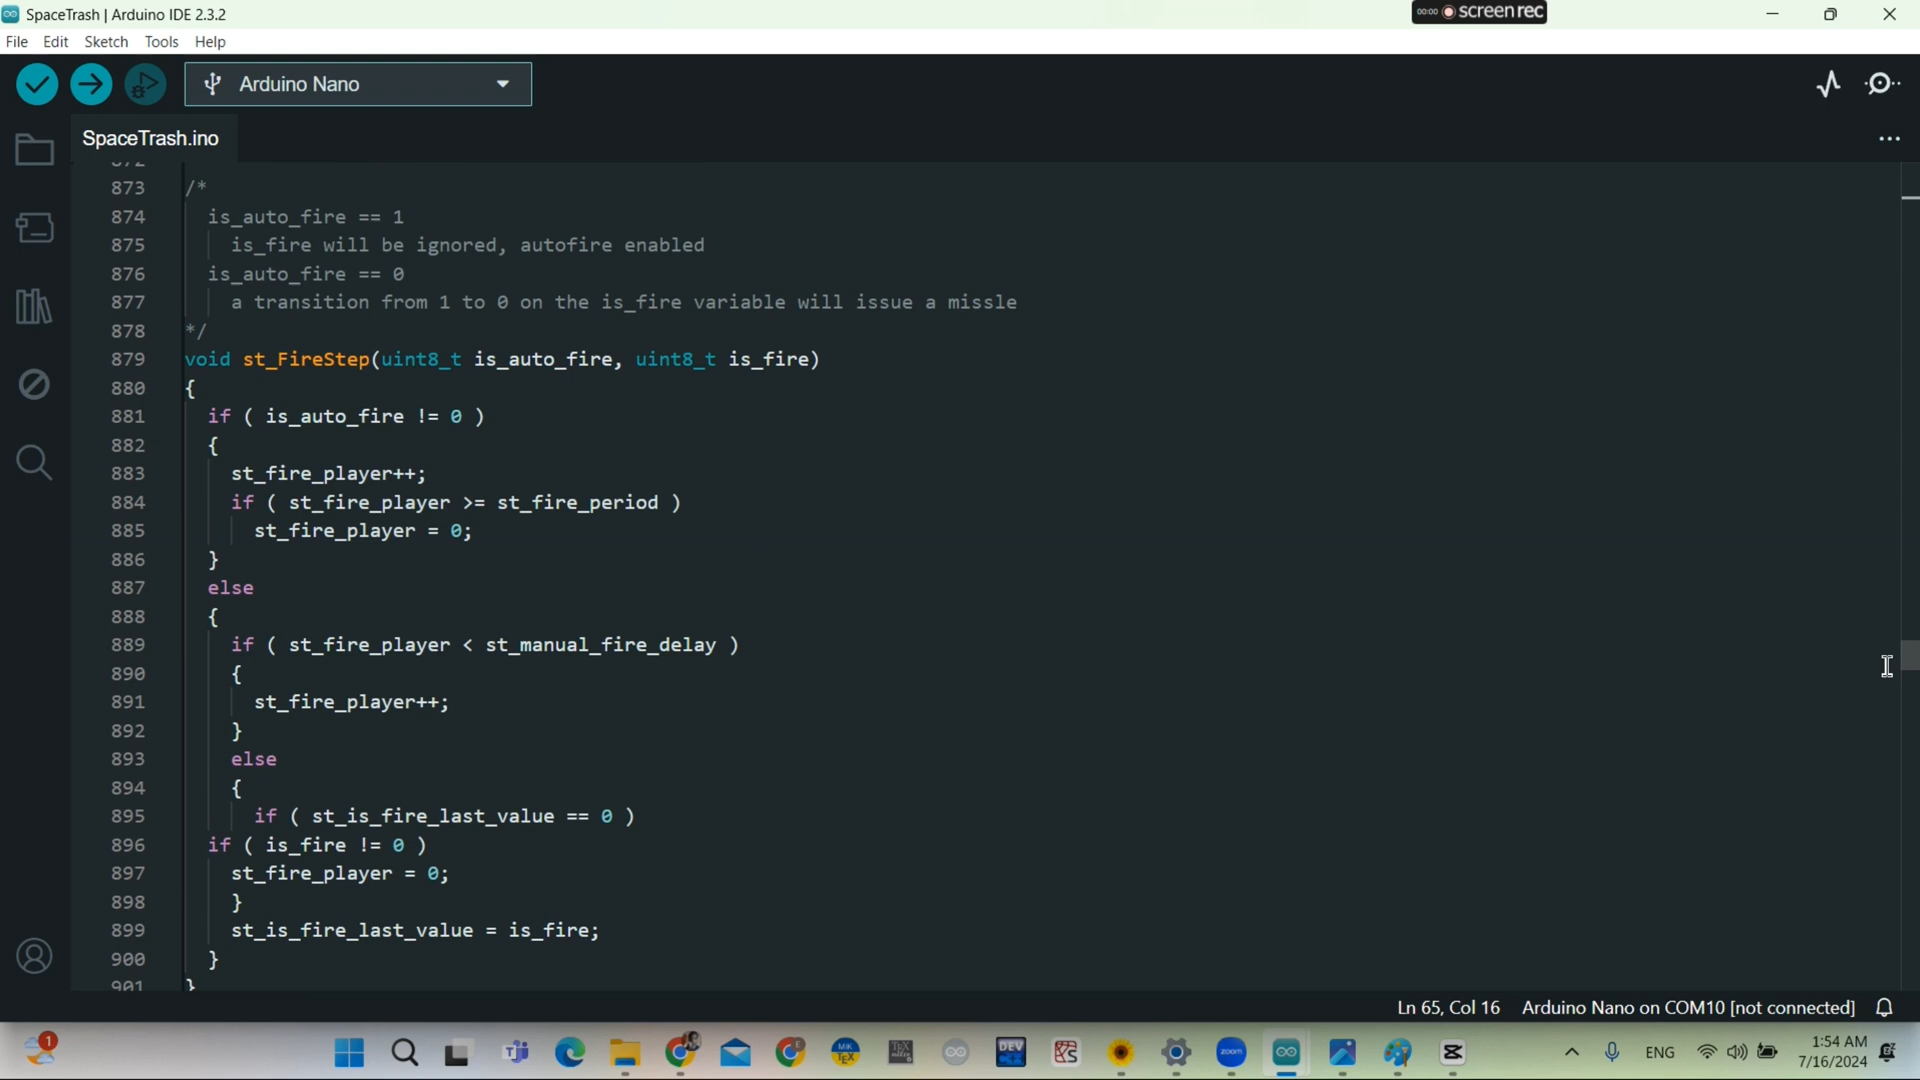 SpaceTrash | Arduino IDE 2.3.2
00:00 screenrec
File Edit Sketch Tools Help
Arduino Nano
SpaceTrash.ino
872
873 /*
874 is_auto_fire == 1
875 is_fire will be ignored, autofire enabled
876 is_auto_fire == 0
877 a transition from 1 to 0 on the is_fire variable will issue a missle
878 */
879 void st_FireStep(uint8_t is_auto_fire, uint8_t is_fire)
880 {
881 if ( is_auto_fire != 0 )
882 {
883 st_fire_player++;
884 if ( st_fire_player >= st_fire_period )
885 st_fire_player = 0;
886 }
887 else
888 {
889 if ( st_fire_player < st_manual_fire_delay )
890 {
891 st_fire_player++;
892 }
893 else
894 {
895 if ( st_is_fire_last_value == 0 )
896 if ( is_fire != 0 )
897 st_fire_player = 0;
898 }
899 st_is_fire_last_value = is_fire;
900 }
901 }
Ln 65, Col 16 Arduino Nano on COM10 [not connected]
1
DEV
zoom
ENG
1:54 AM
7/16/2024